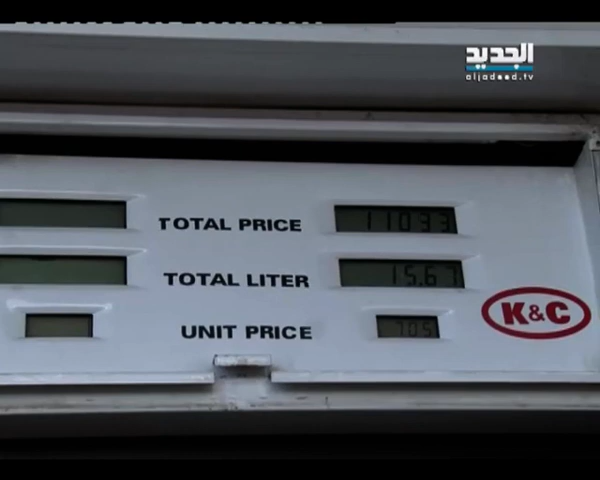 الجديد
aljadeed.tv
TOTAL PRICE 11033
TOTAL LITER 15.67
UNIT PRICE 705
K&C